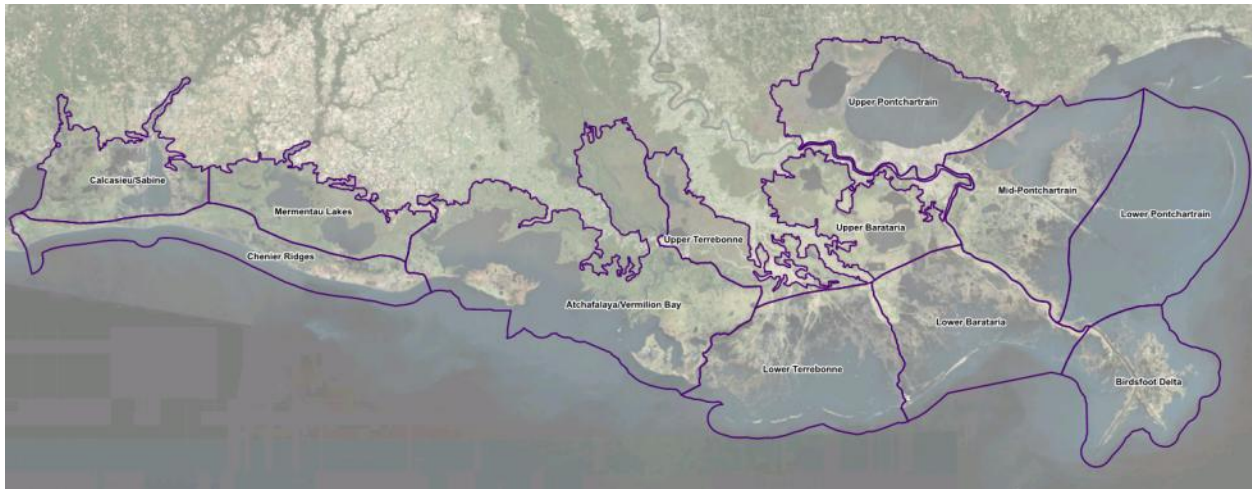 Upper Pontchartrain
Calcasieu/Sabine
Mid-Pontchartrain
Mermentau Lakes
Lower Pontchartrain
Upper Barataria
Upper Terrebonne
Chenier Ridges
Atchafalaya/Vermilion Bay
Lower Barataria
Lower Terrebonne
Birdsfoot Delta